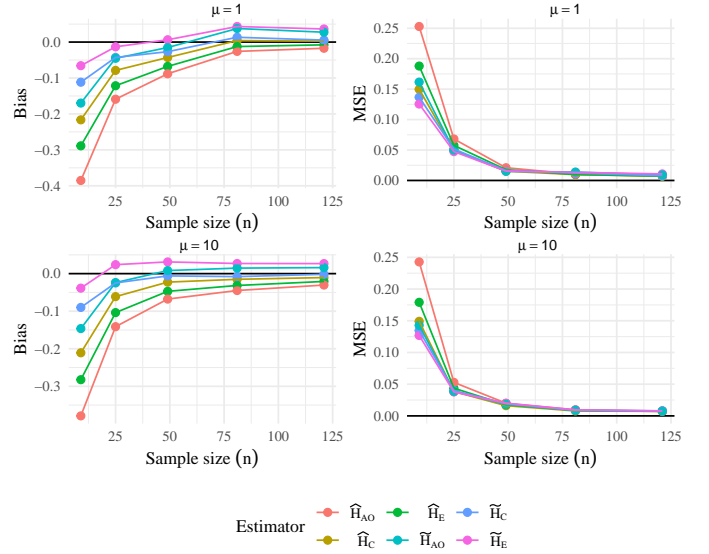 μ = 1
μ = 1
Bias
0.0
−0.1
−0.2
−0.3
−0.4
25
50
75
100
125
Sample size (n)
MSE
0.25
0.20
0.15
0.10
0.05
0.00
25
50
75
100
125
Sample size (n)
μ = 10
μ = 10
Bias
0.0
−0.1
−0.2
−0.3
25
50
75
100
125
Sample size (n)
MSE
0.25
0.20
0.15
0.10
0.05
0.00
25
50
75
100
125
Sample size (n)
Estimator
Ĥ_AO
Ĥ_E
H̃_C
Ĥ_C
H̃_AO
H̃_E